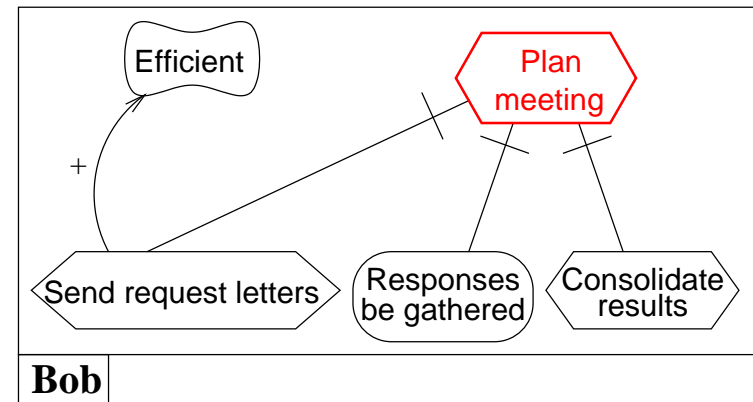 Efficient
Plan
meeting
+
Send request letters
Responses
be gathered
Consolidate
results
Bob